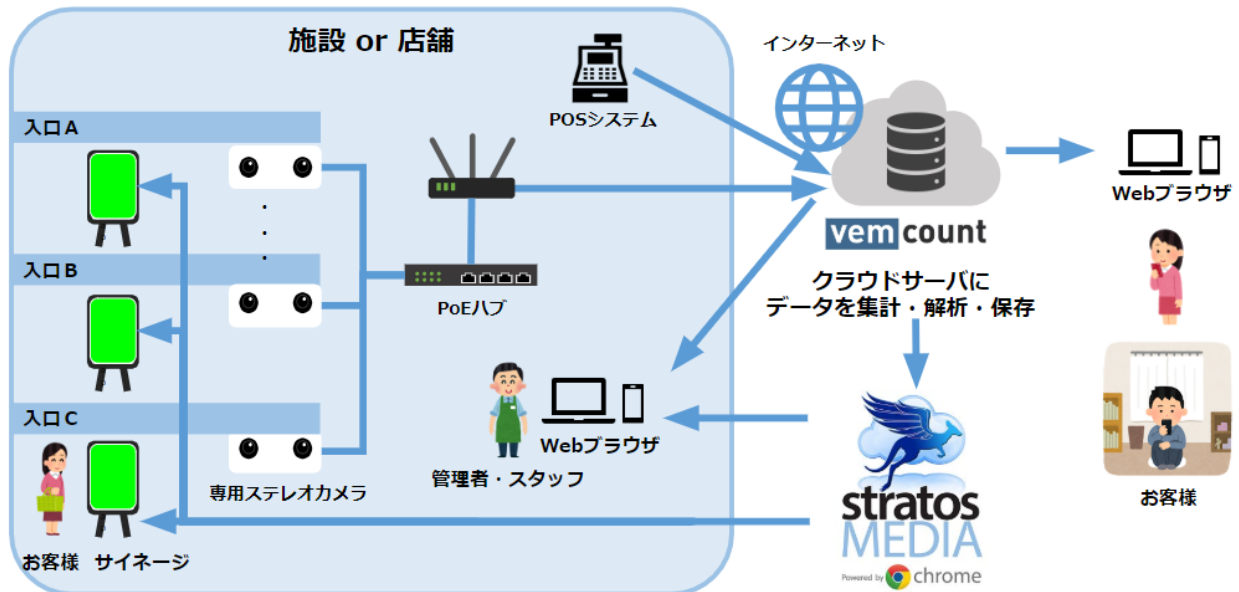 施設 or 店舗
インターネット
POSシステム
入口A
入口B
入口C
PoEハブ
Webブラウザ
vemcount
クラウドサーバに
データを集計・解析・保存
Webブラウザ
管理者・スタッフ
専用ステレオカメラ
お客様 サイネージ
stratos
MEDIA
Powered by chrome
お客様